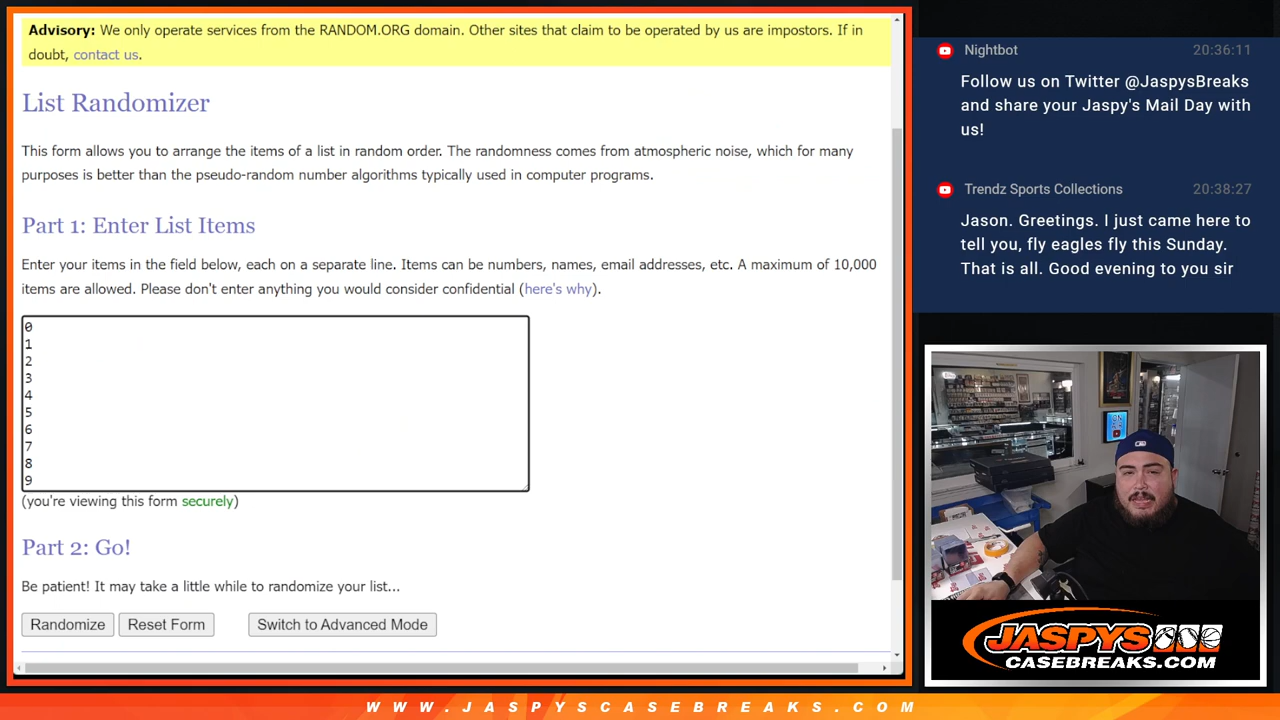 Advisory: We only operate services from the RANDOM.ORG domain. Other sites that claim to be operated by us are impostors. If in
doubt, contact us.
List Randomizer
This form allows you to arrange the items of a list in random order. The randomness comes from atmospheric noise, which for many
purposes is better than the pseudo-random number algorithms typically used in computer programs.
Part 1: Enter List Items
Enter your items in the field below, each on a separate line. Items can be numbers, names, email addresses, etc. A maximum of 10,000
items are allowed. Please don't enter anything you would consider confidential (here's why).
0
1
2
3
4
5
6
7
8
9
(you're viewing this form securely)
Part 2: Go!
Be patient! It may take a little while to randomize your list...
Randomize Reset Form Switch to Advanced Mode
Nightbot 20:36:11
Follow us on Twitter @JaspysBreaks
and share your Jaspy's Mail Day with
us!
Trendz Sports Collections 20:38:27
Jason. Greetings. I just came here to
tell you, fly eagles fly this Sunday.
That is all. Good evening to you sir
JASPYS
CASEBREAKS.COM
WWW.JASPYSCASEBREAKS.COM